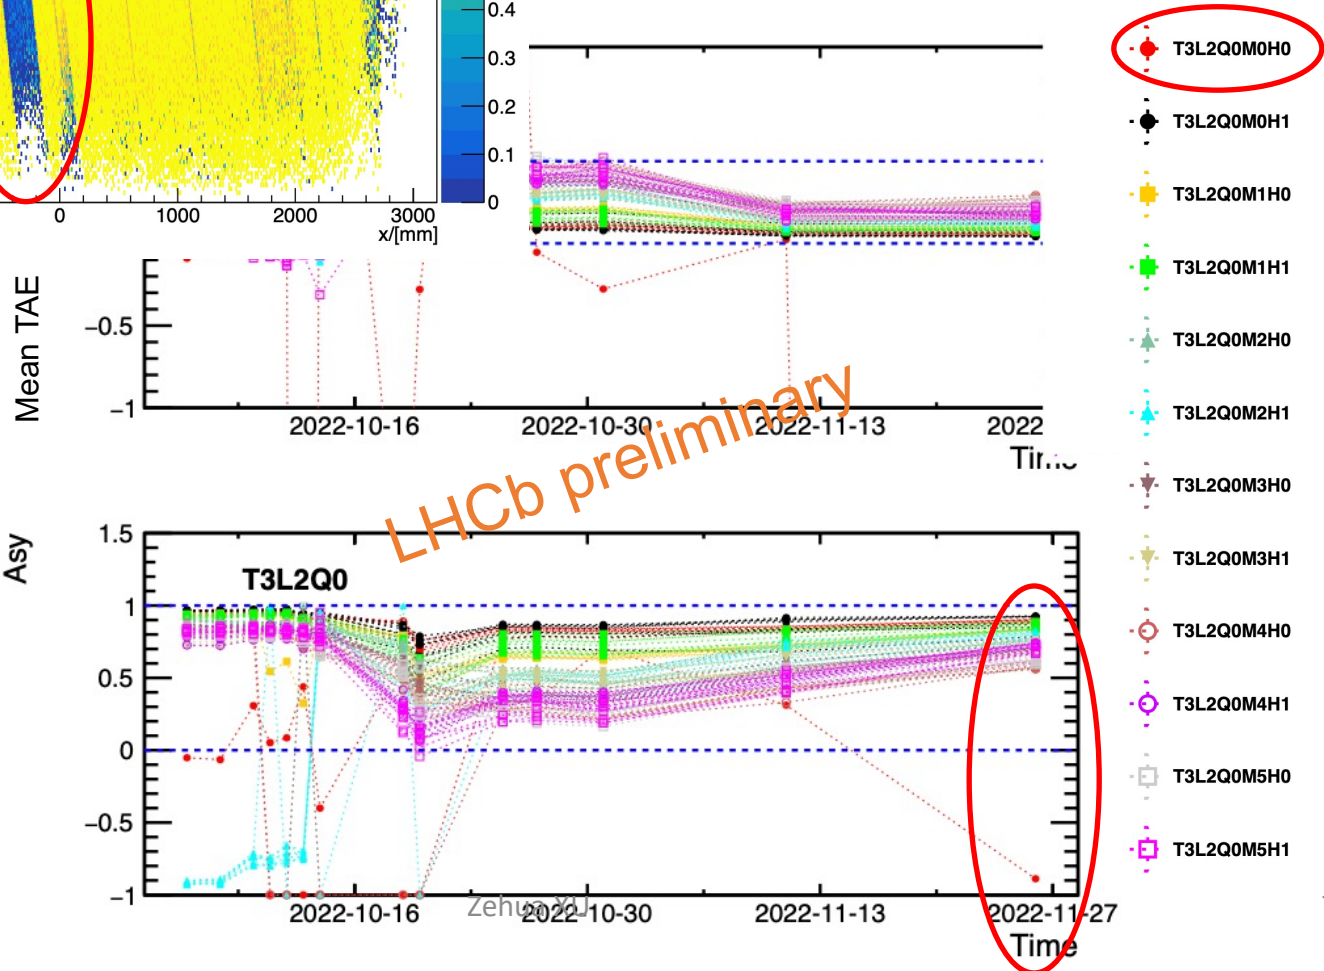 0.4
0.3
0.2
0.1
0
0
1000
2000
3000
x/[mm]
Mean TAE
−0.5
−1
2022-10-16
2022-10-30
2022-11-13
2022
LHCb preliminary
Asy
T3L2Q0
1.5
1
0.5
0
−0.5
−1
2022-10-16
2022-10-30
2022-11-13
2022-11-27
Zehua XU
Time
T3L2Q0M0H0
T3L2Q0M0H1
T3L2Q0M1H0
T3L2Q0M1H1
T3L2Q0M2H0
T3L2Q0M2H1
T3L2Q0M3H0
T3L2Q0M3H1
T3L2Q0M4H0
T3L2Q0M4H1
T3L2Q0M5H0
T3L2Q0M5H1